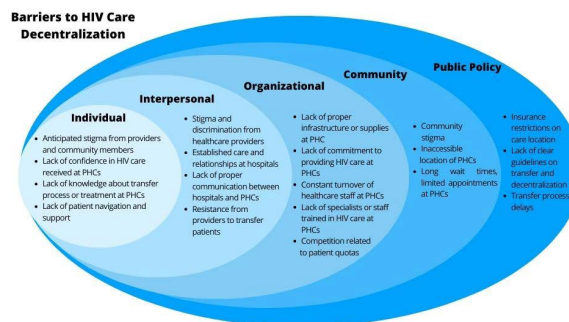 Barriers to HIV Care
Decentralization
Individual
• Anticipated stigma from providers
and community members
• Lack of confidence in HIV care
received at PHCs
• Lack of knowledge about transfer
process or treatment at PHCs
• Lack of patient navigation and
support
Interpersonal
• Stigma and
discrimination from
healthcare providers
• Established care and
relationships at hospitals
• Lack of proper
communication between
hospitals and PHCs
• Resistance from
providers to transfer
patients
Organizational
• Lack of proper
infrastructure or supplies
at PHC
• Lack of commitment to
providing HIV care at
PHCs
• Constant turnover of
healthcare staff at PHCs
• Lack of specialists or staff
trained in HIV care at
PHCs
• Competition related
to patient quotas
Community
• Community
stigma
• Inaccessible
location of PHCs
• Long wait times,
limited appointments
at PHCs
Public Policy
• Insurance
restrictions on
care location
• Lack of clear
guidelines on
transfer and
decentralization
• Transfer process
delays